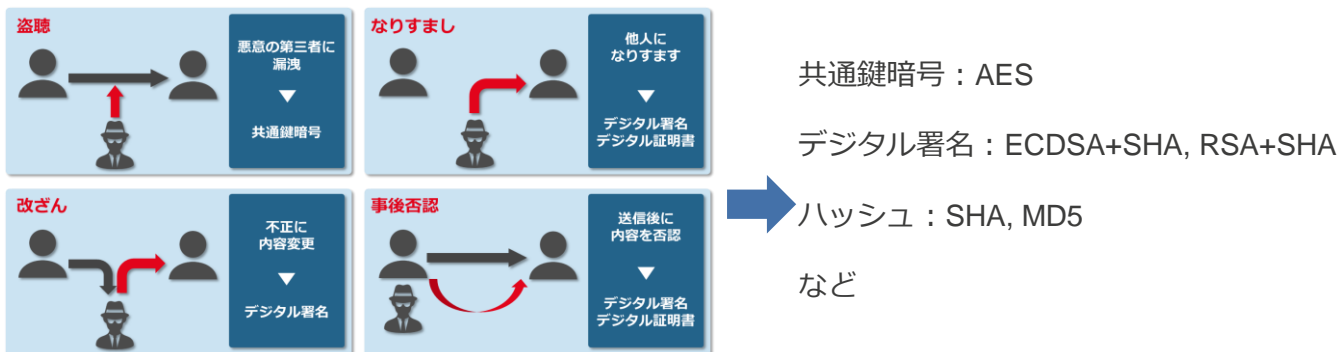 盗聴
悪意の第三者に
漏洩
▼
共通鍵暗号
なりすまし
他人に
なりすます
▼
デジタル署名
デジタル証明書
改ざん
不正に
内容変更
▼
デジタル署名
事後否認
送信後に
内容を否認
▼
デジタル署名
デジタル証明書
共通鍵暗号：AES
デジタル署名：ECDSA+SHA, RSA+SHA
ハッシュ：SHA, MD5
など